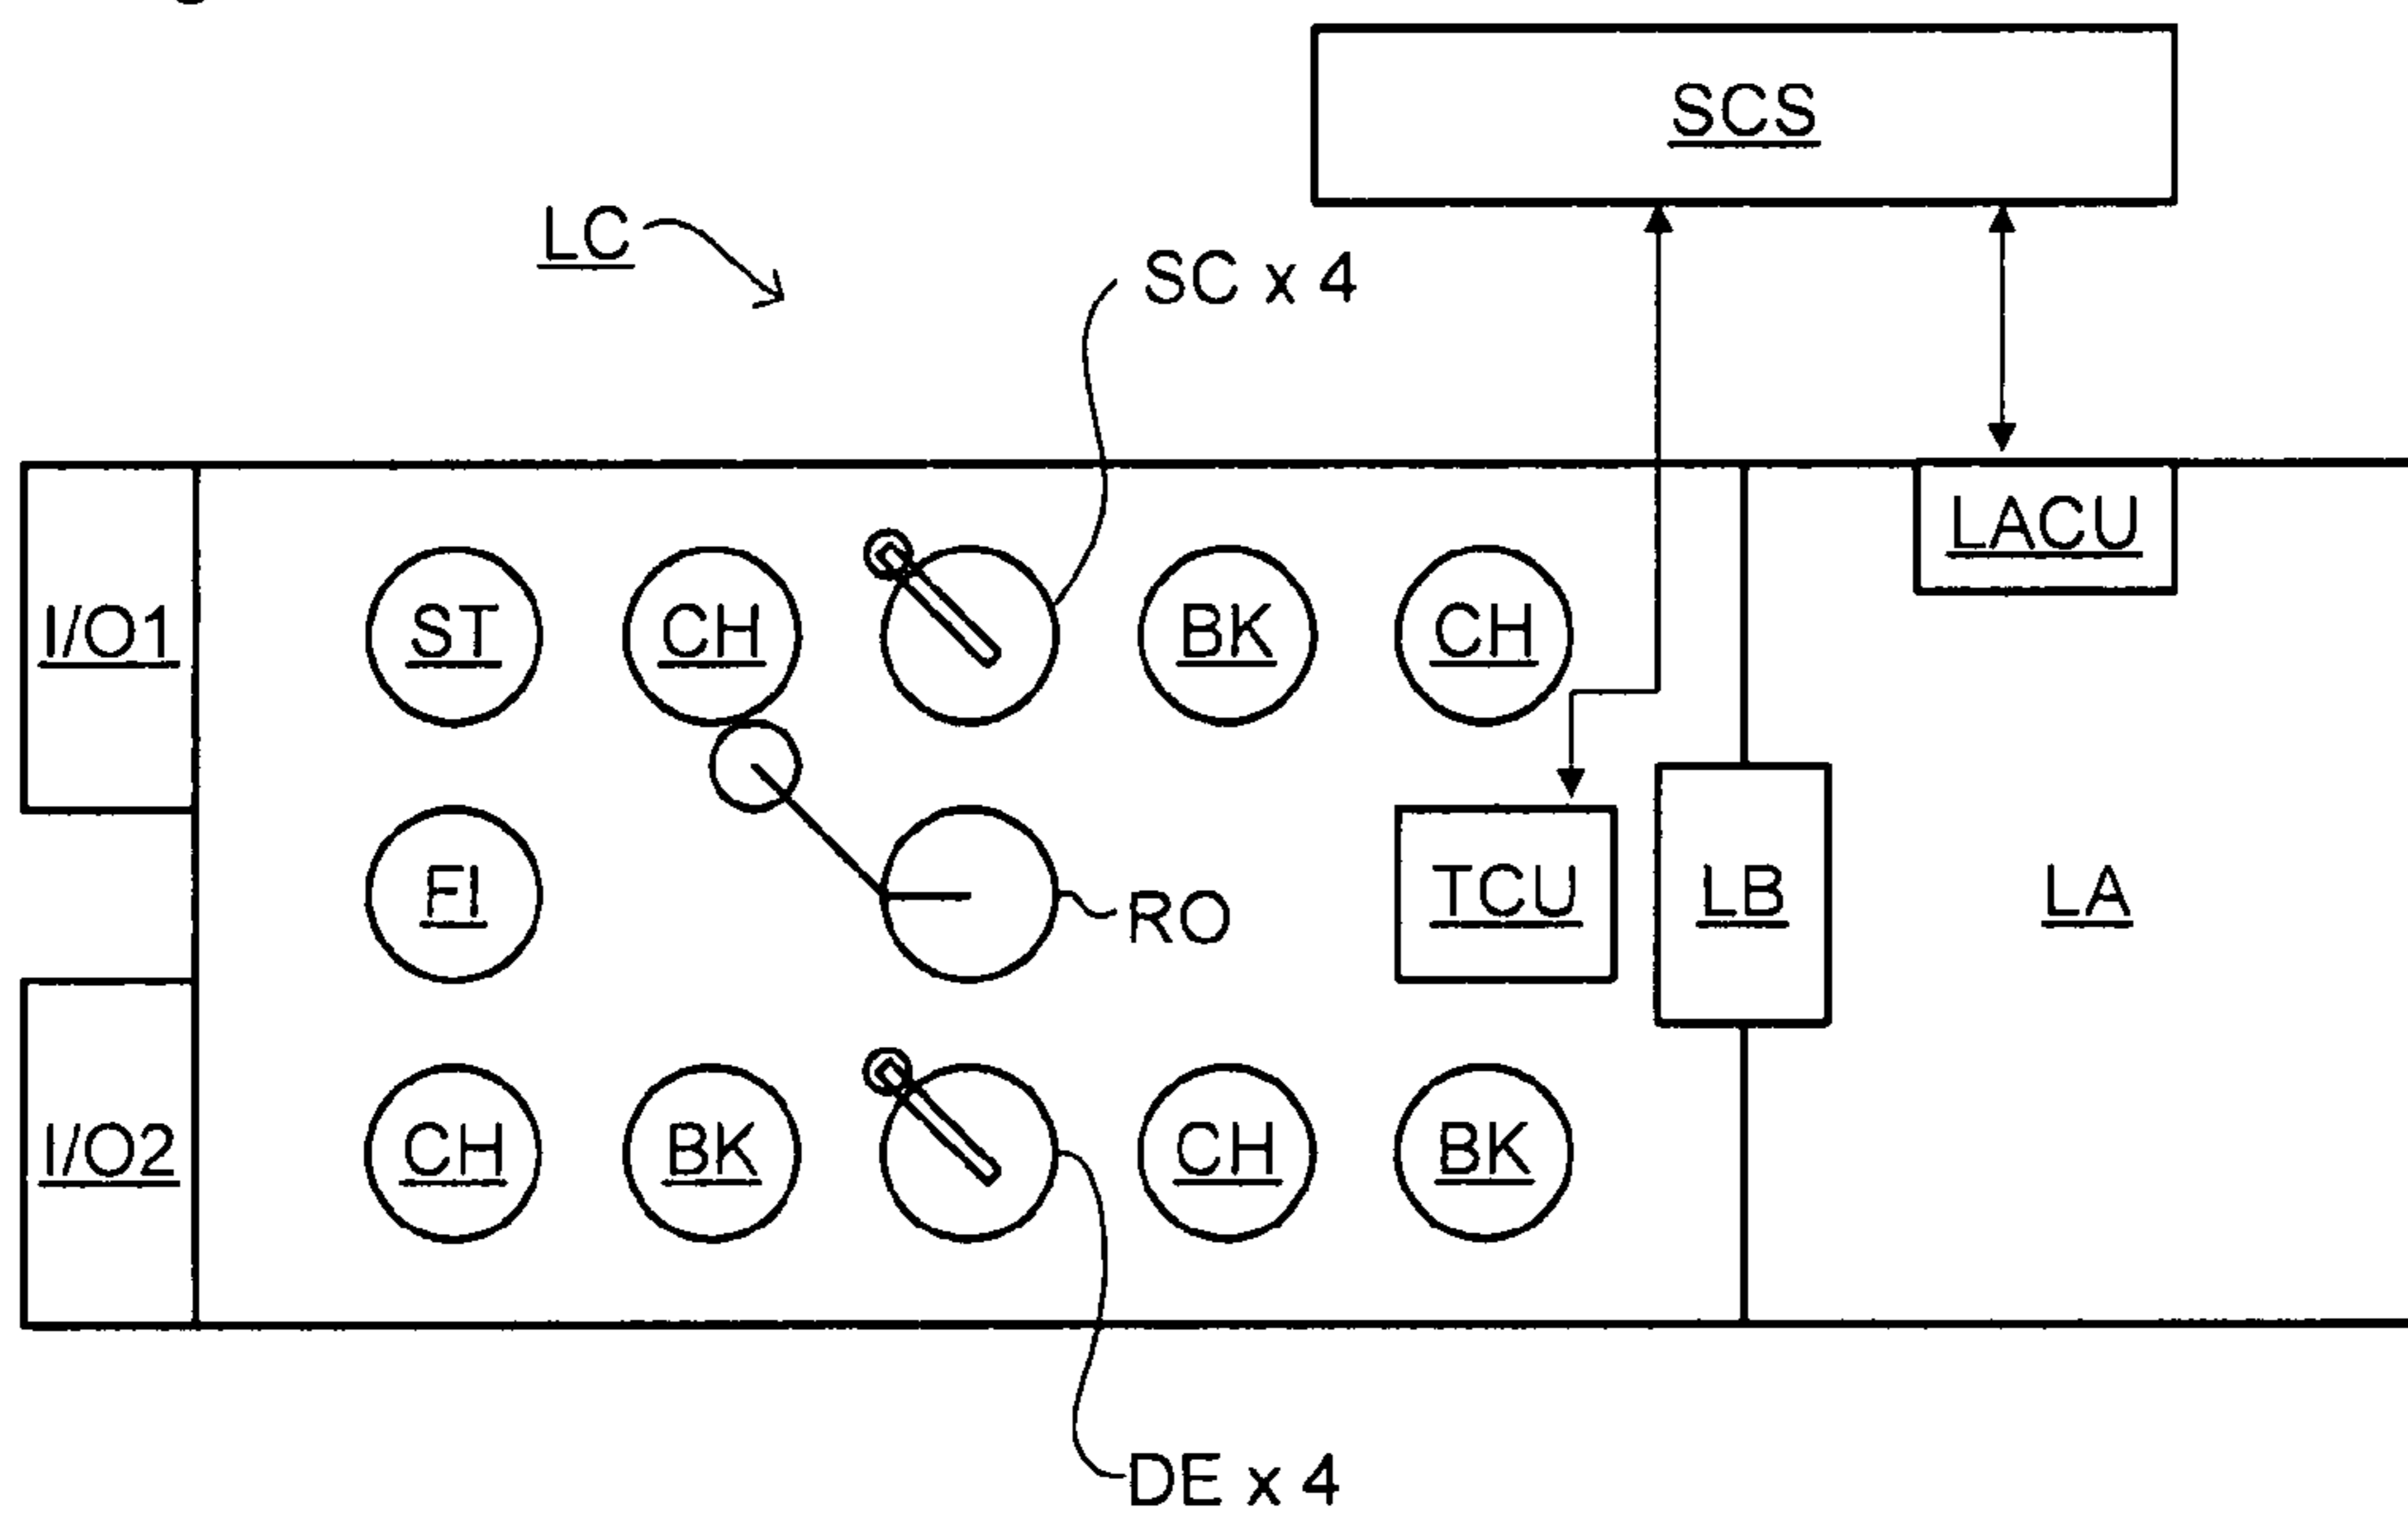 SCS
LC
SC x 4
LACU
I/O1
ST
CH
BK
CH
FI
RO
TCU
LB
LA
I/O2
CH
BK
CH
BK
DE x 4